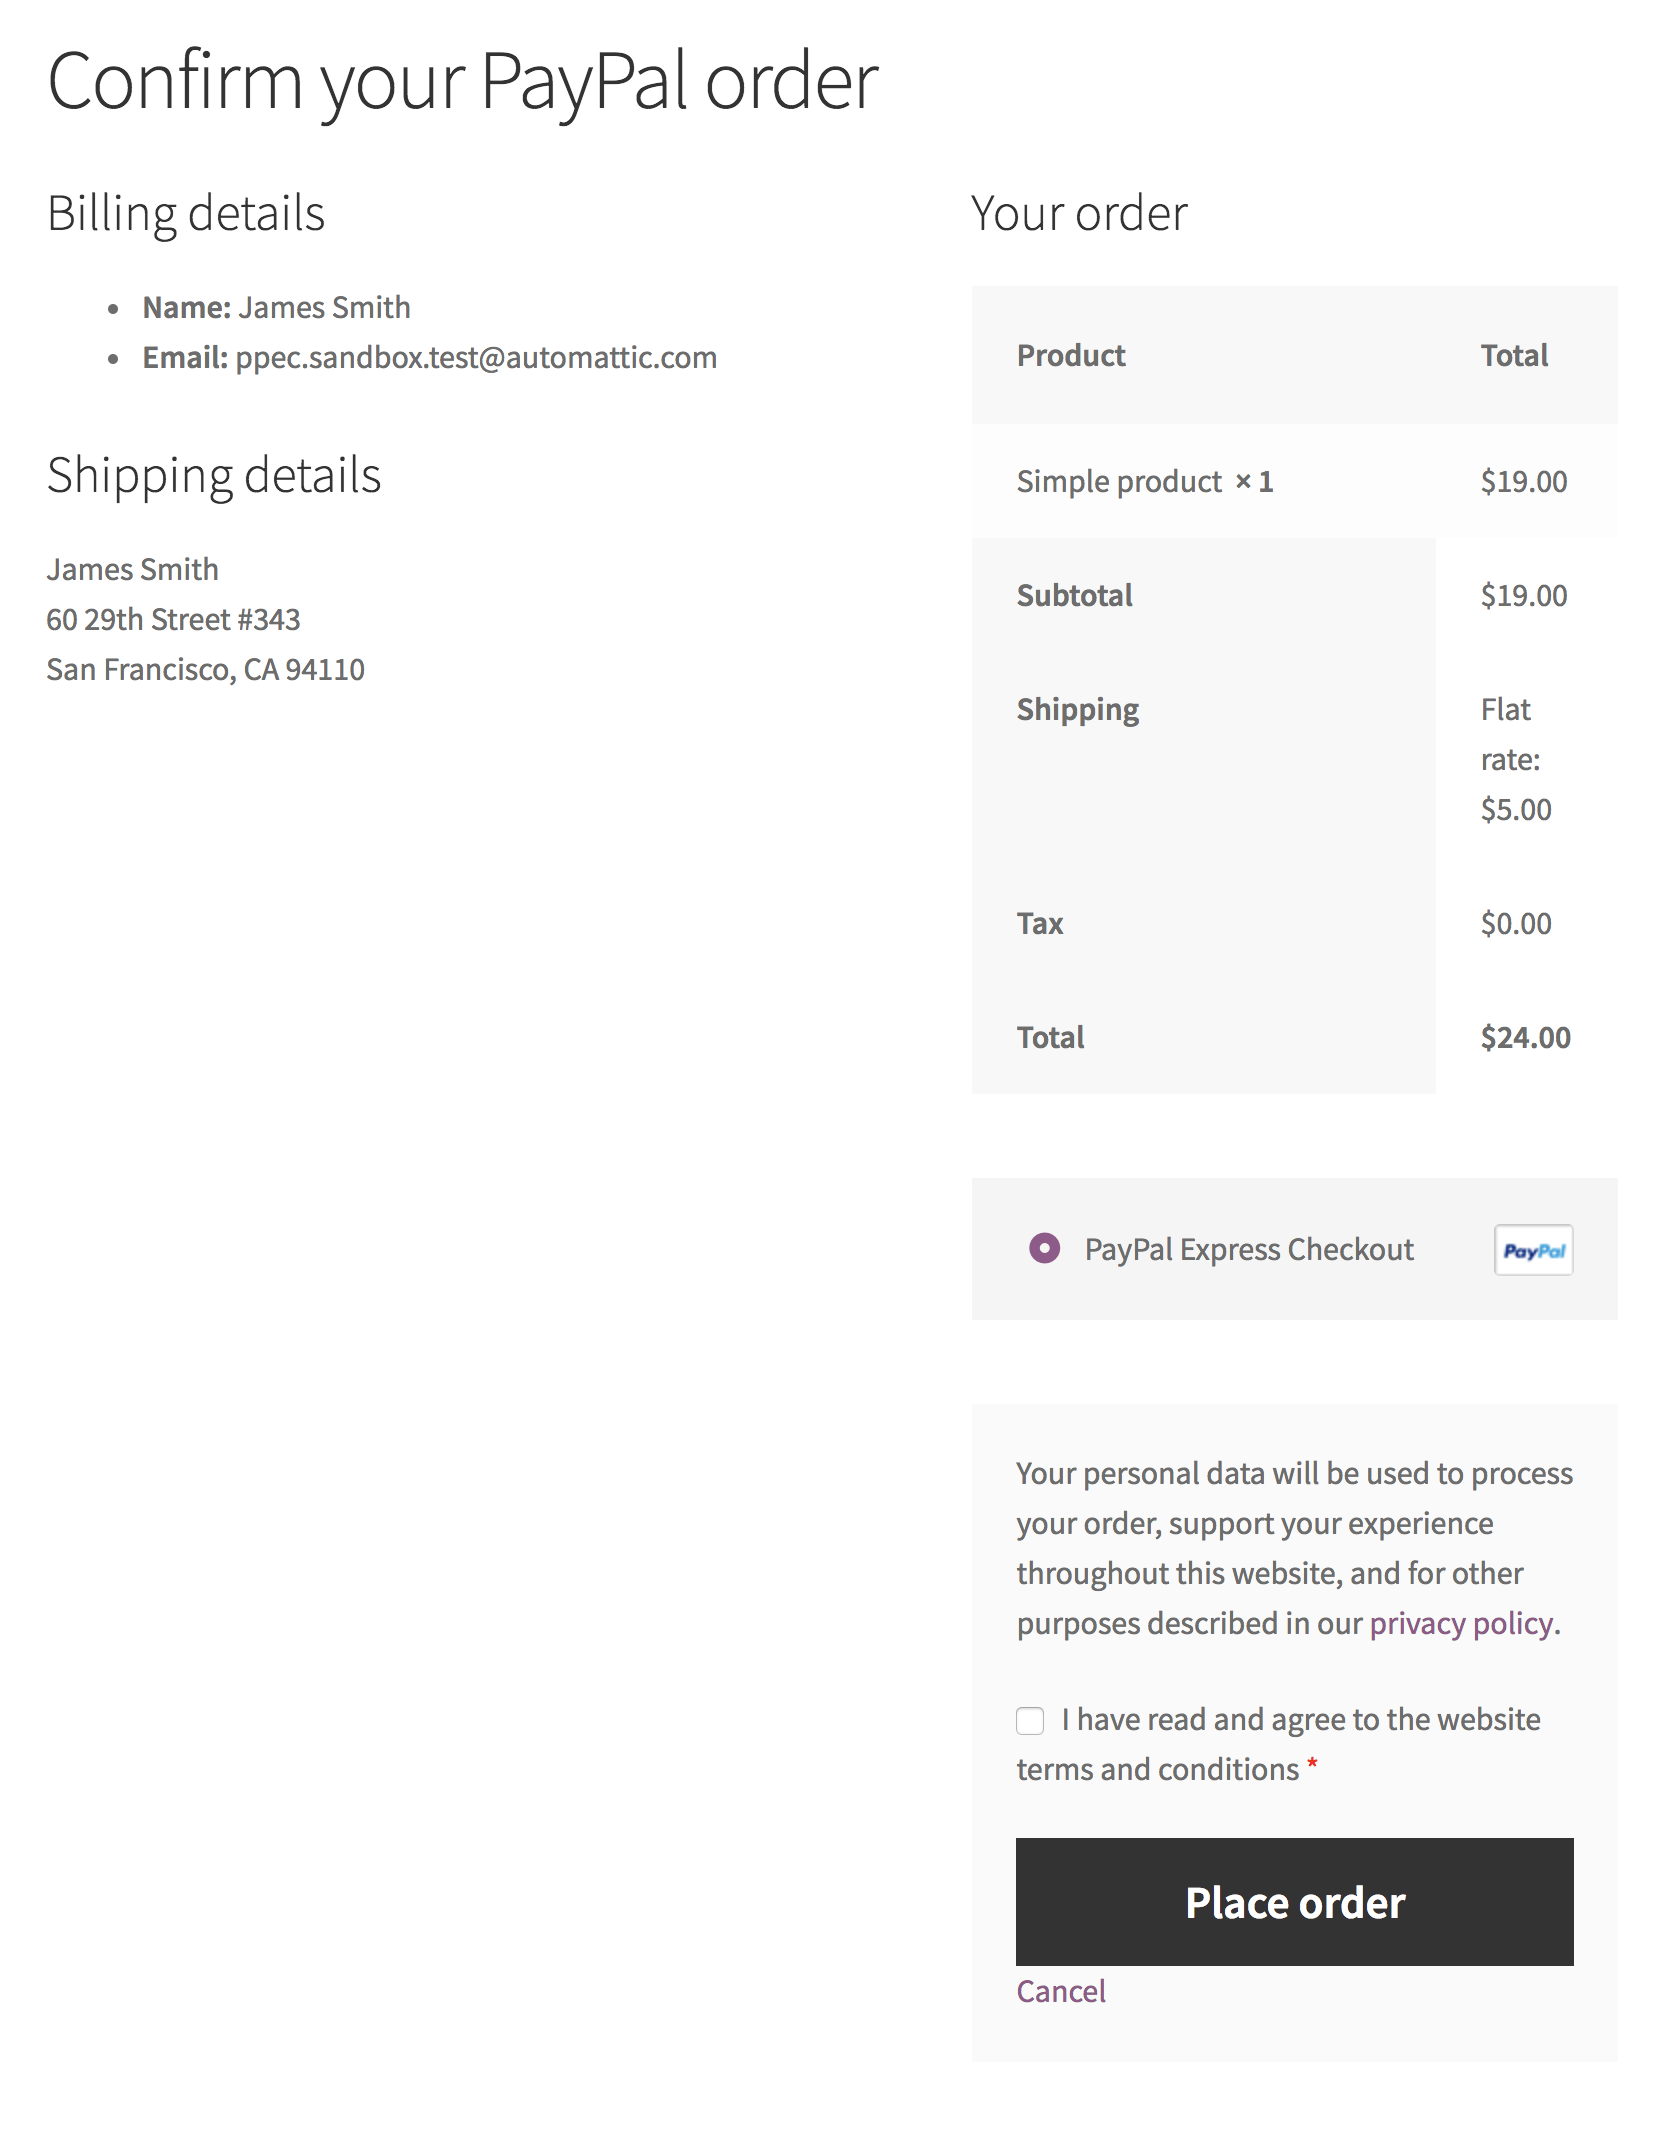 Confirm your PayPal order
Billing details
• Name: James Smith
• Email: ppec.sandbox.test@automattic.com
Shipping details
James Smith
60 29th Street #343
San Francisco, CA 94110
Your order
Product Total
Simple product × 1 $19.00
Subtotal $19.00
Shipping Flat
rate:
$5.00
Tax $0.00
Total $24.00
PayPal Express Checkout PayPal
Your personal data will be used to process
your order, support your experience
throughout this website, and for other
purposes described in our privacy policy.
I have read and agree to the website
terms and conditions *
Place order
Cancel